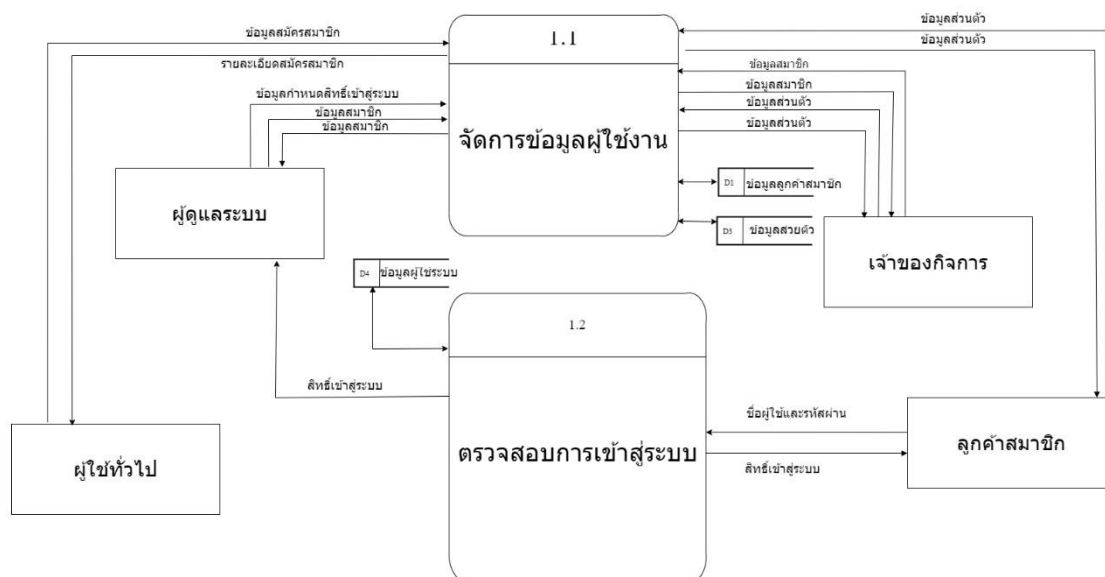 ข้อมูลสมัครสมาชิก
รายละเอียดสมัครสมาชิก
ข้อมูลกำหนดสิทธิ์เข้าสู่ระบบ
ข้อมูลสมาชิก
ข้อมูลสมาชิก
1.1
จัดการข้อมูลผู้ใช้งาน
ข้อมูลส่วนตัว
ข้อมูลส่วนตัว
ข้อมูลสมาชิก
ข้อมูลสมาชิก
ข้อมูลส่วนตัว
ข้อมูลส่วนตัว
D1 ข้อมูลลูกค้าสมาชิก
D3 ข้อมูลสวยตัว
ผู้ดูแลระบบ
เจ้าของกิจการ
D4 ข้อมูลผู้ใช่ระบบ
1.2
ตรวจสอบการเข้าสู่ระบบ
สิทธิ์เข้าสู่ระบบ
ชื่อผู้ใช้และรหัสผ่าน
สิทธิ์เข้าสู่ระบบ
ผู้ใช้ทั่วไป
ลูกค้าสมาชิก